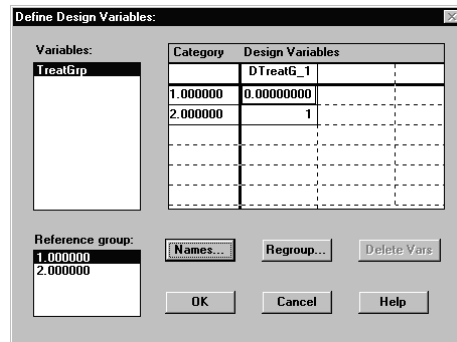 Define Design Variables:
Variables:
TreatGrp
Category Design Variables
DTreatG_1
1.000000 0.00000000
2.000000 1
Reference group:
1.000000
2.000000
Names... Regroup... Delete Vars
OK Cancel Help